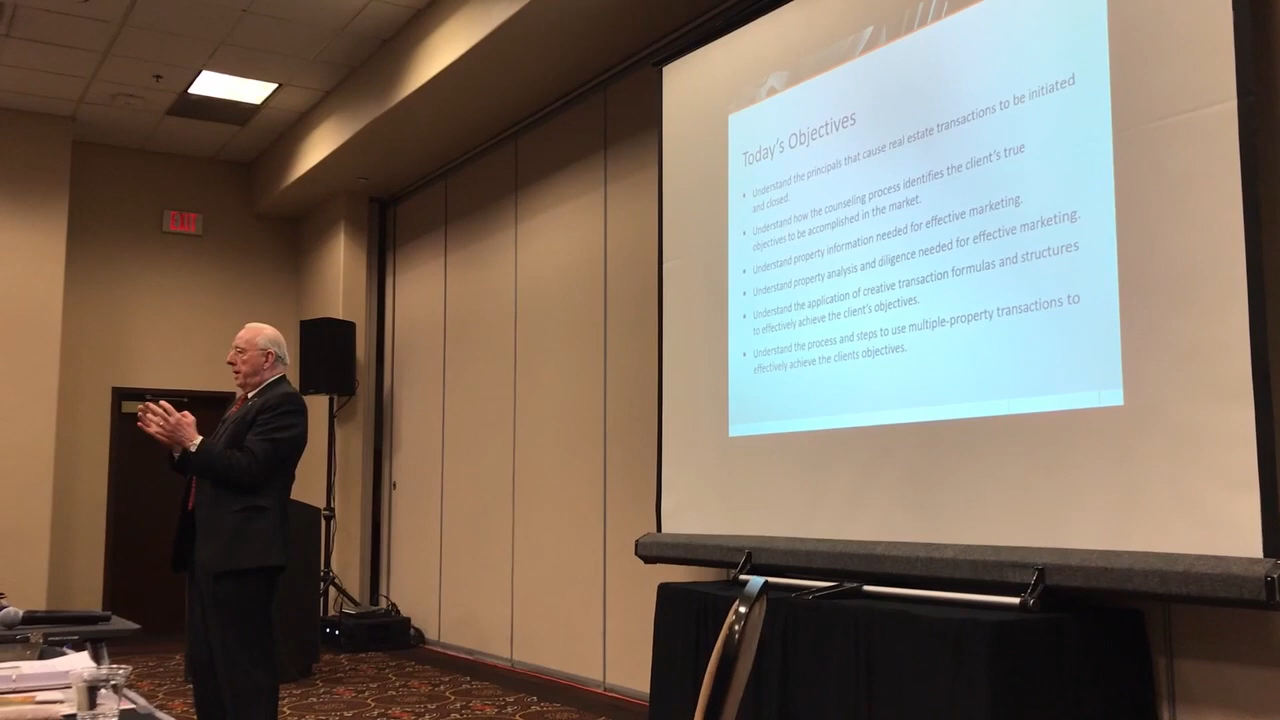 EXIT
Today's Objectives
• Understand the principals that cause real estate transactions to be initiated
and closed.
• Understand how the counseling process identifies the client's true
objectives to be accomplished in the market.
• Understand property information needed for effective marketing.
• Understand property analysis and diligence needed for effective marketing.
• Understand the application of creative transaction formulas and structures
to effectively achieve the client's objectives.
• Understand the process and steps to use multiple-property transactions to
effectively achieve the clients objectives.